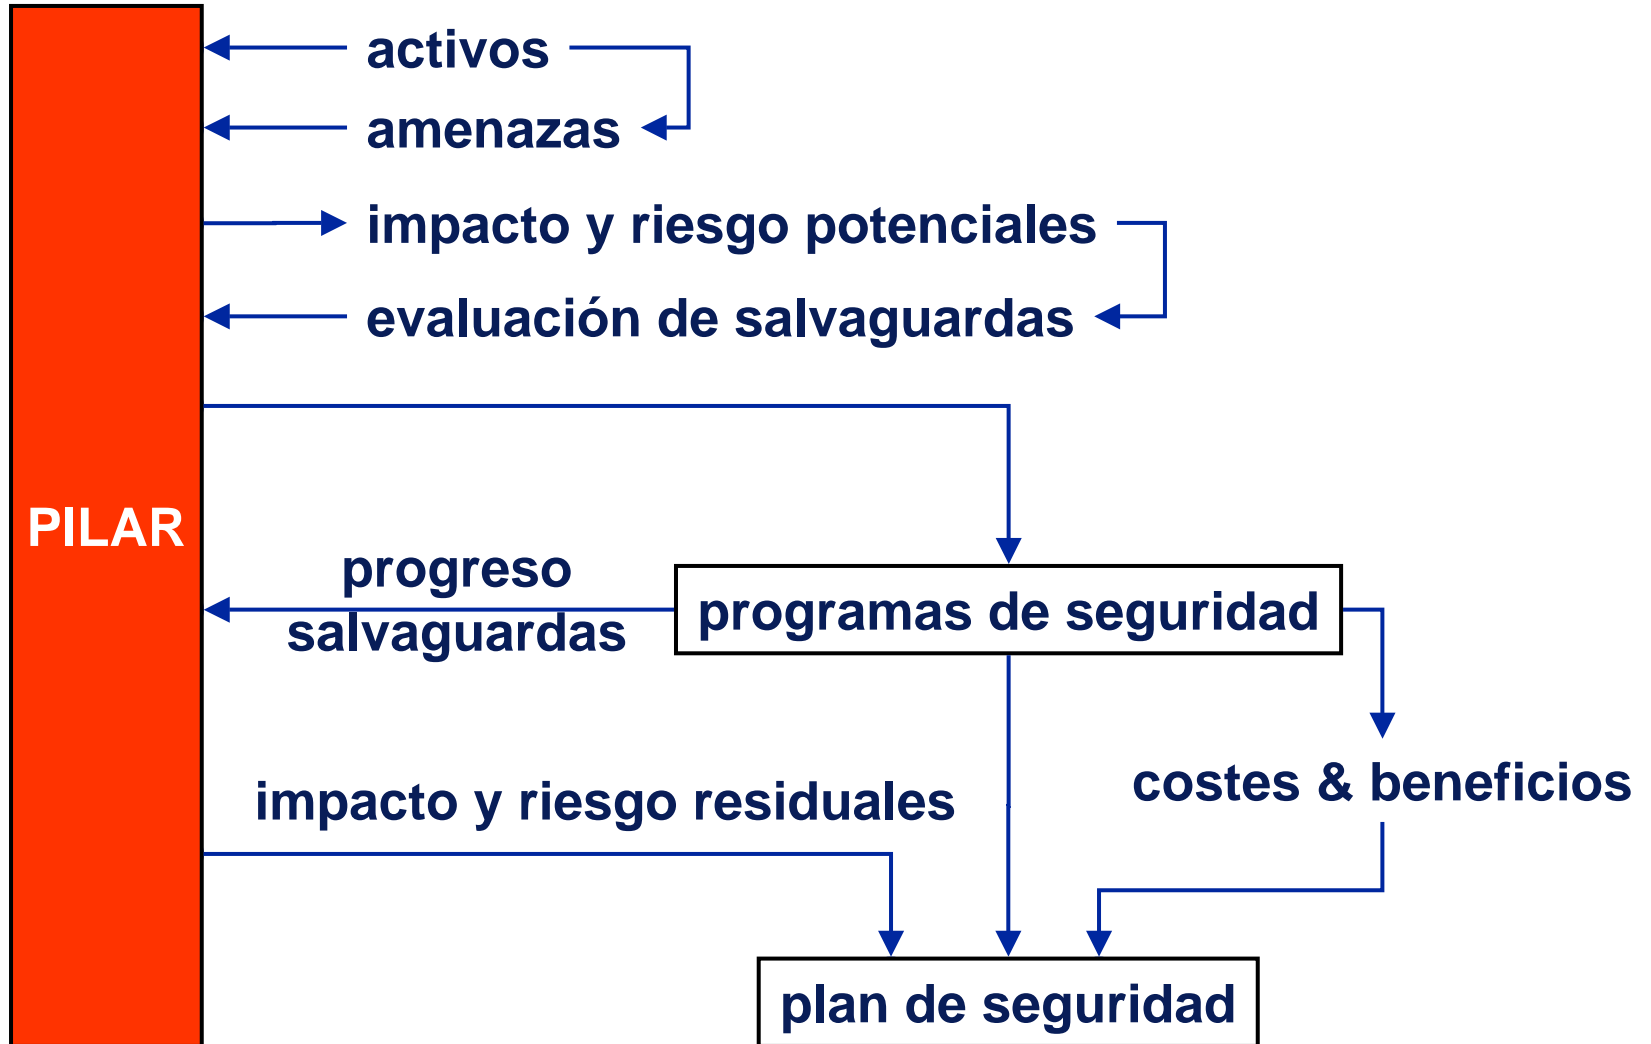 activos
amenazas
impacto y riesgo potenciales
evaluación de salvaguardas
PILAR
progreso
salvaguardas
programas de seguridad
costes & beneficios
impacto y riesgo residuales
plan de seguridad